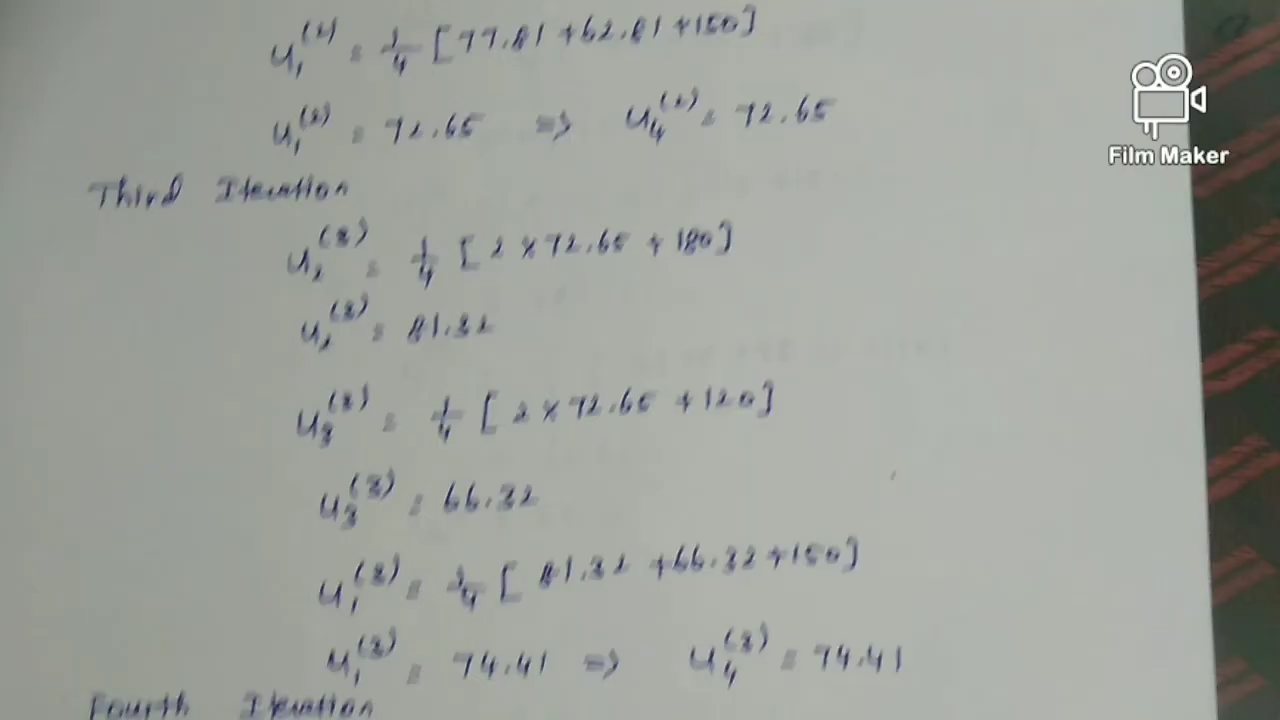 u₁⁽²⁾ = 1/4 [77.81 + 62.81 + 150]
u₁⁽²⁾ = 72.65 ⇒ u₄⁽²⁾ = 72.65
Third Iteration
u₂⁽³⁾ = 1/4 [2 × 72.65 + 180]
u₂⁽³⁾ = 81.32
u₃⁽³⁾ = 1/4 [2 × 72.65 + 120]
u₃⁽³⁾ = 66.32
u₁⁽³⁾ = 1/4 [81.32 + 66.32 + 150]
u₁⁽³⁾ = 74.41 ⇒ u₄⁽³⁾ = 74.41
Fourth Iteration
Film Maker